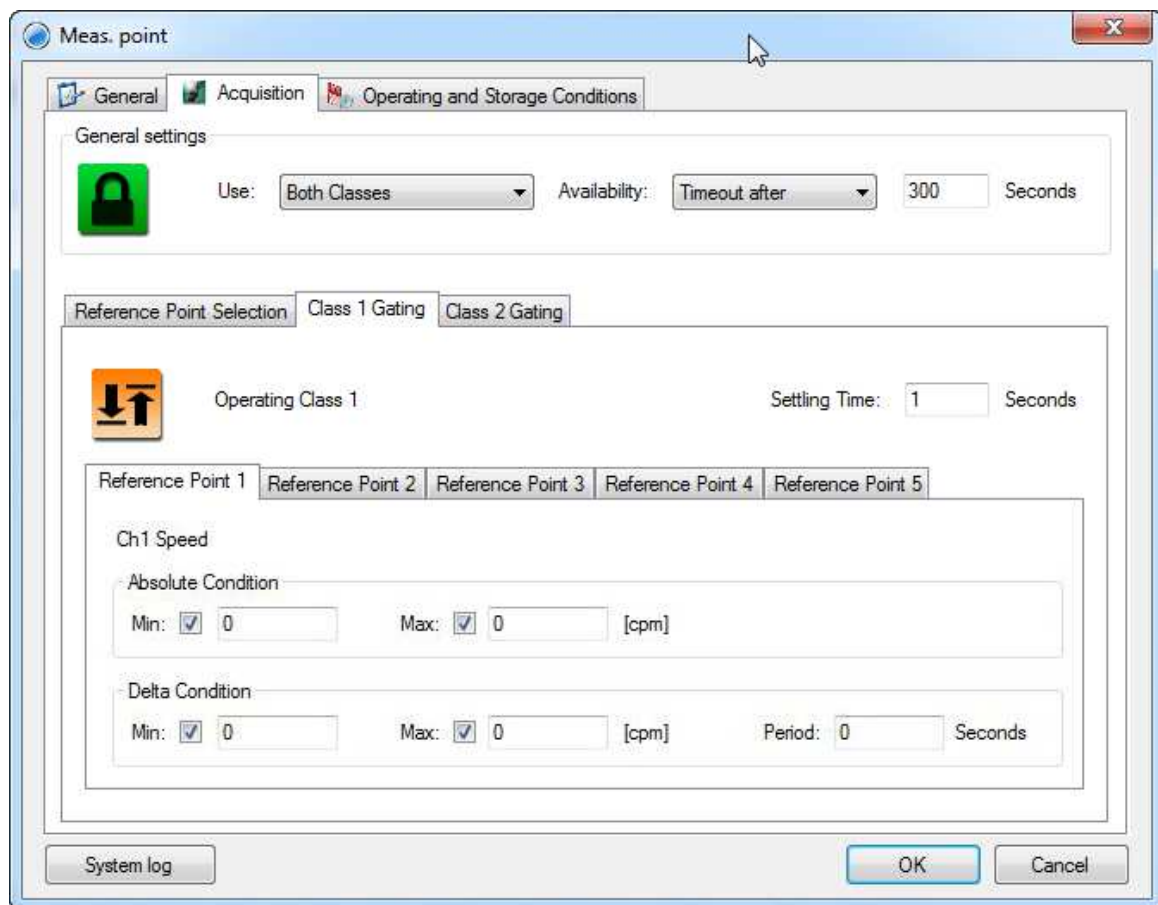 Meas. point
General Acquisition Operating and Storage Conditions
General settings
Use: Both Classes Availability: Timeout after 300 Seconds
Reference Point Selection Class 1 Gating Class 2 Gating
Operating Class 1 Settling Time: 1 Seconds
Reference Point 1 Reference Point 2 Reference Point 3 Reference Point 4 Reference Point 5
Ch1 Speed
Absolute Condition
Min: 0 Max: 0 [cpm]
Delta Condition
Min: 0 Max: 0 [cpm] Period: 0 Seconds
System log OK Cancel